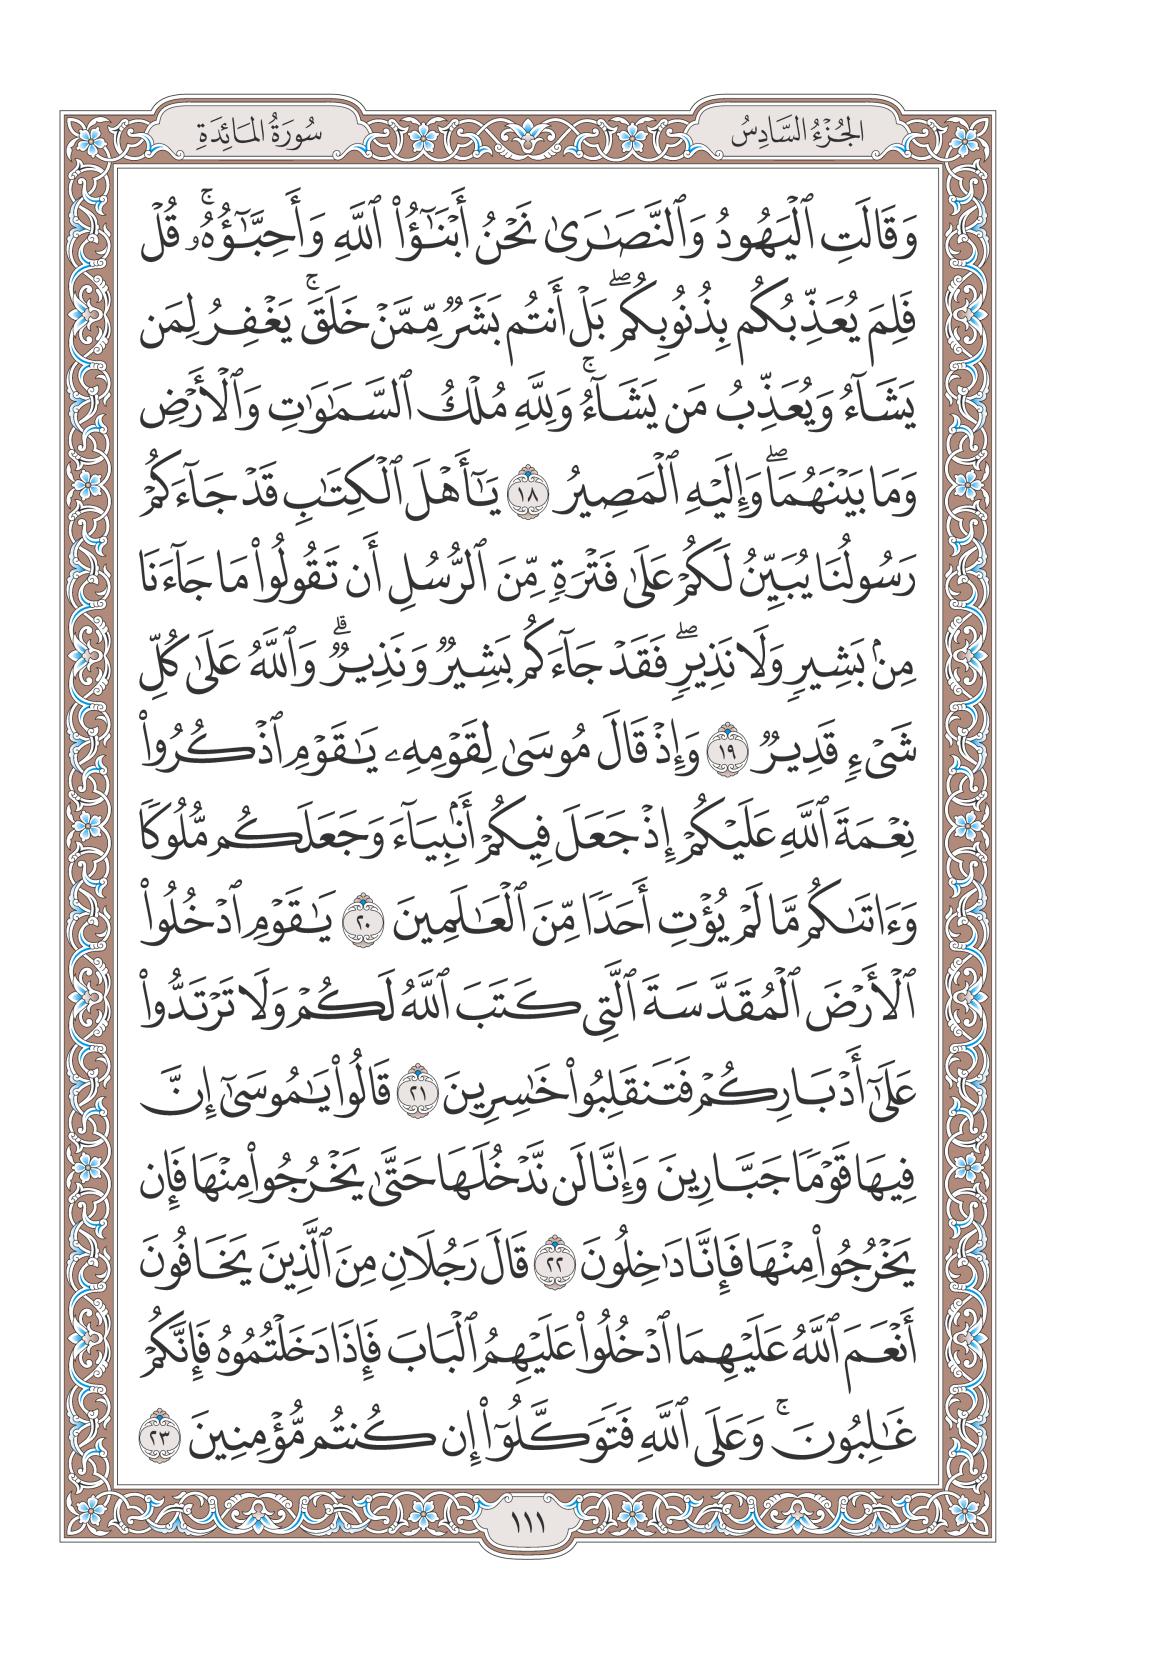 الجُزْءُ السَّادِسُ
سُورَةُ المَائِدَةِ
وَقَالَتِ ٱلْيَهُودُ وَٱلنَّصَٰرَىٰ نَحْنُ أَبْنَٰٓؤُا۟ ٱللَّهِ وَأَحِبَّٰٓؤُهُۥۚ قُلْ
فَلِمَ يُعَذِّبُكُم بِذُنُوبِكُمۖ بَلْ أَنتُم بَشَرٌ مِّمَّنْ خَلَقَۚ يَغْفِرُ لِمَن
يَشَآءُ وَيُعَذِّبُ مَن يَشَآءُۚ وَلِلَّهِ مُلْكُ ٱلسَّمَٰوَٰتِ وَٱلْأَرْضِ
وَمَا بَيْنَهُمَاۖ وَإِلَيْهِ ٱلْمَصِيرُ ١٨ يَٰٓأَهْلَ ٱلْكِتَٰبِ قَدْ جَآءَكُمْ
رَسُولُنَا يُبَيِّنُ لَكُمْ عَلَىٰ فَتْرَةٍ مِّنَ ٱلرُّسُلِ أَن تَقُولُوا۟ مَا جَآءَنَا
مِنۢ بَشِيرٍ وَلَا نَذِيرٍۖ فَقَدْ جَآءَكُم بَشِيرٌ وَنَذِيرٌۗ وَٱللَّهُ عَلَىٰ كُلِّ
شَىْءٍ قَدِيرٌ ١٩ وَإِذْ قَالَ مُوسَىٰ لِقَوْمِهِۦ يَٰقَوْمِ ٱذْكُرُوا۟
نِعْمَةَ ٱللَّهِ عَلَيْكُمْ إِذْ جَعَلَ فِيكُمْ أَنۢبِيَآءَ وَجَعَلَكُم مُّلُوكًا
وَءَاتَىٰكُم مَّا لَمْ يُؤْتِ أَحَدًا مِّنَ ٱلْعَٰلَمِينَ ٢٠ يَٰقَوْمِ ٱدْخُلُوا۟
ٱلْأَرْضَ ٱلْمُقَدَّسَةَ ٱلَّتِى كَتَبَ ٱللَّهُ لَكُمْ وَلَا تَرْتَدُّوا۟
عَلَىٰٓ أَدْبَارِكُمْ فَتَنقَلِبُوا۟ خَٰسِرِينَ ٢١ قَالُوا۟ يَٰمُوسَىٰٓ إِنَّ
فِيهَا قَوْمًا جَبَّارِينَ وَإِنَّا لَن نَّدْخُلَهَا حَتَّىٰ يَخْرُجُوا۟ مِنْهَا فَإِن
يَخْرُجُوا۟ مِنْهَا فَإِنَّا دَٰخِلُونَ ٢٢ قَالَ رَجُلَانِ مِنَ ٱلَّذِينَ يَخَافُونَ
أَنْعَمَ ٱللَّهُ عَلَيْهِمَا ٱدْخُلُوا۟ عَلَيْهِمُ ٱلْبَابَ فَإِذَا دَخَلْتُمُوهُ فَإِنَّكُمْ
غَٰلِبُونَۚ وَعَلَى ٱللَّهِ فَتَوَكَّلُوٓا۟ إِن كُنتُم مُّؤْمِنِينَ ٢٣
١١١